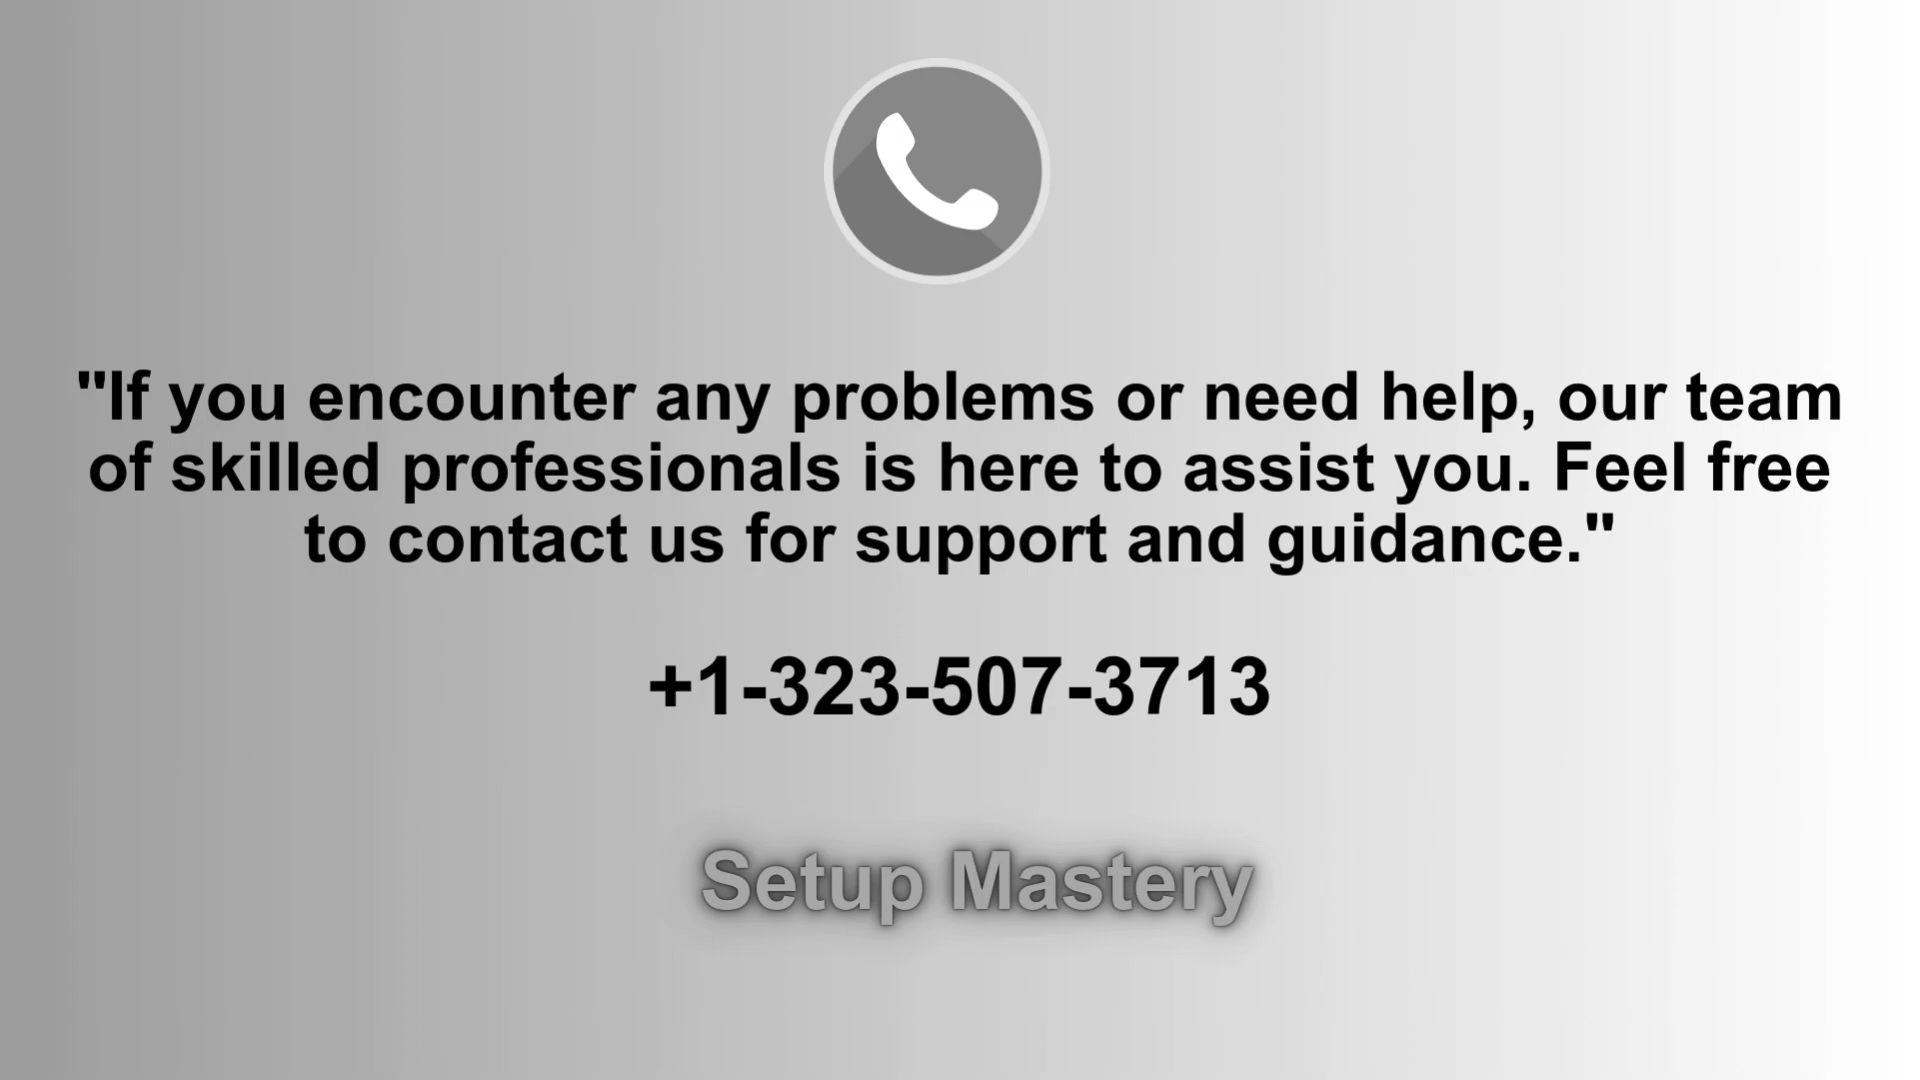 "If you encounter any problems or need help, our team
of skilled professionals is here to assist you. Feel free
to contact us for support and guidance."
+1-323-507-3713
Setup Mastery